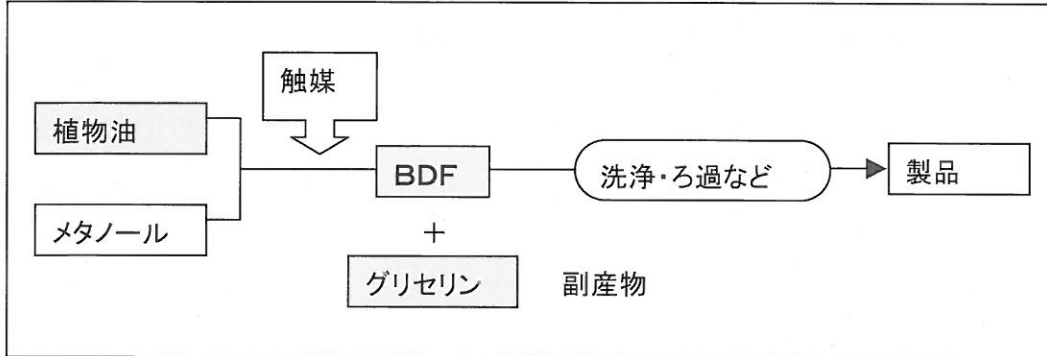 触媒
植物油
BDF
洗浄・ろ過など
製品
メタノール
+
グリセリン
副産物